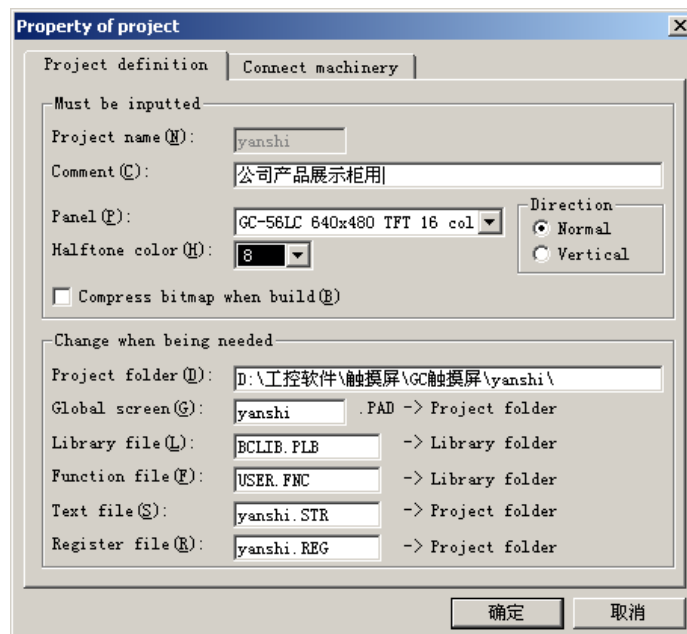 Property of project
Project definition
Connect machinery
Must be inputted
Project name(N):
yanshi
Comment(C):
公司产品展示柜用
Panel(P):
GC-56LC 640x480 TFT 16 col
Direction
Normal
Vertical
Halftone color(H):
8
Compress bitmap when build(B)
Change when being needed
Project folder(D):
D:\工控软件\触摸屏\GC触摸屏\yanshi\
Global screen(G):
yanshi
.PAD -> Project folder
Library file(L):
BCLIB.PLB
-> Library folder
Function file(F):
USER.FNC
-> Library folder
Text file(S):
yanshi.STR
-> Project folder
Register file(R):
yanshi.REG
-> Project folder
确定
取消